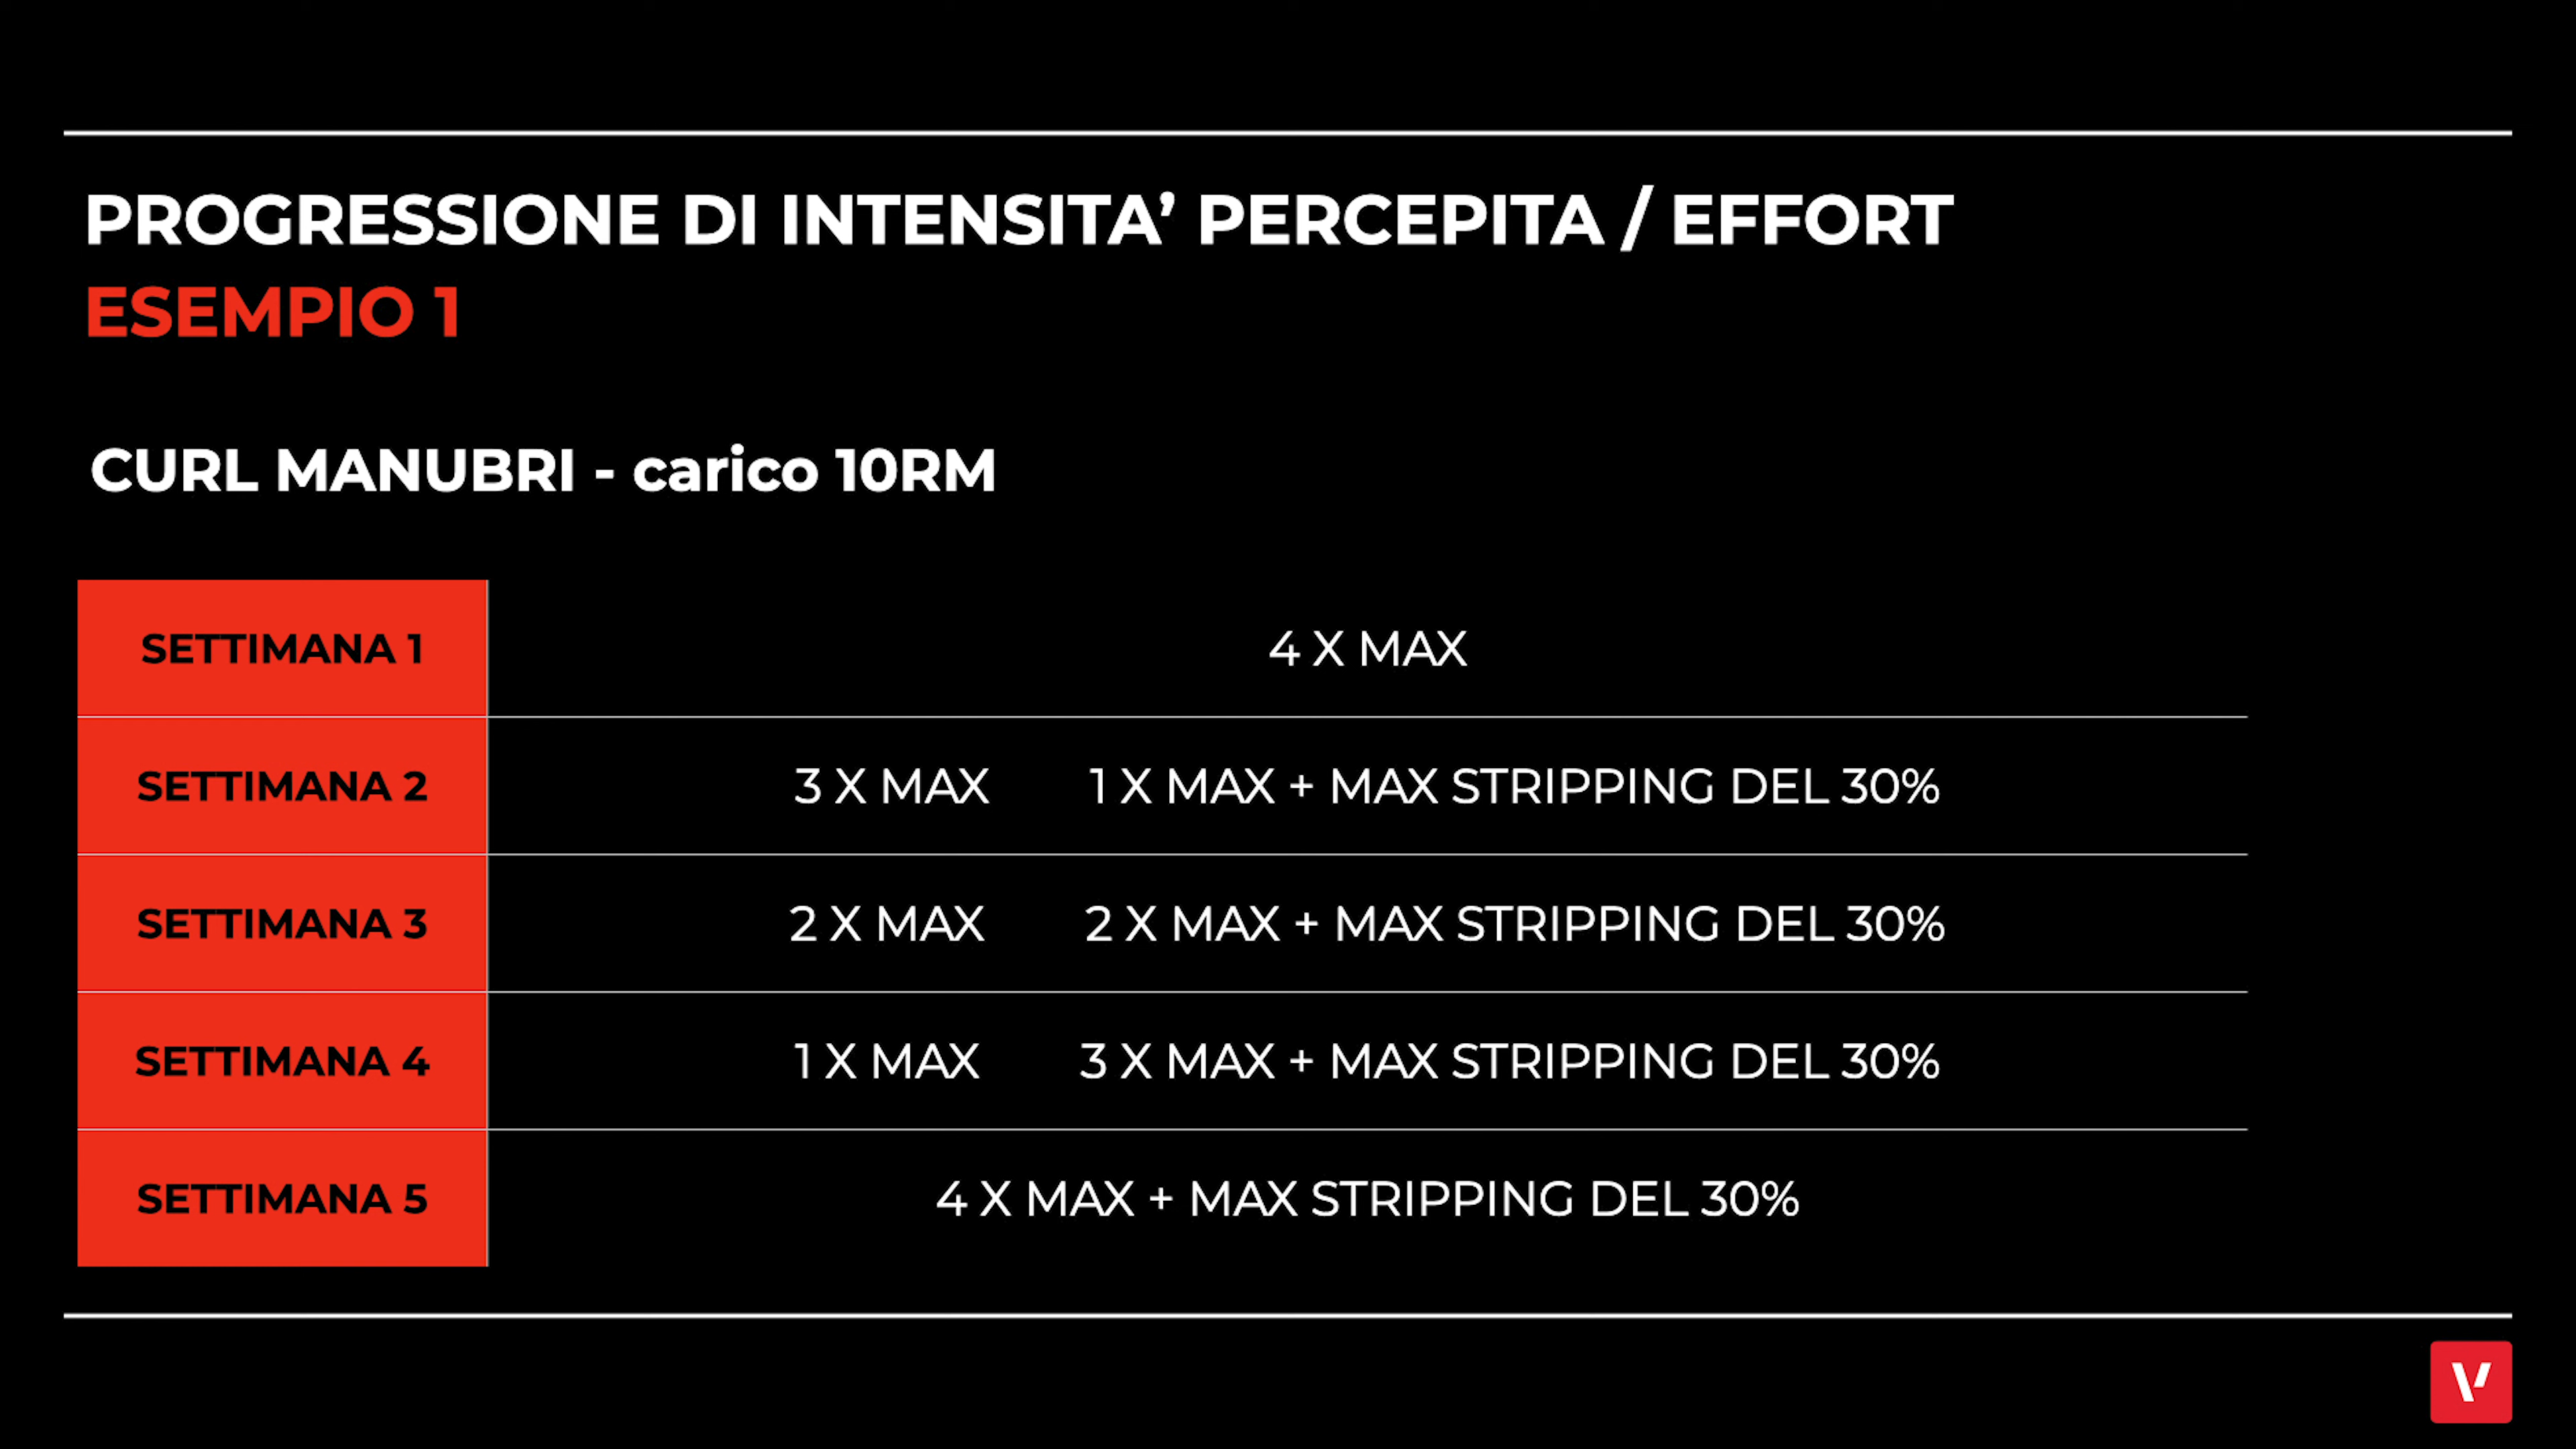 PROGRESSIONE DI INTENSITA’ PERCEPITA / EFFORT
ESEMPIO 1
CURL MANUBRI - carico 10RM
SETTIMANA 1 4 X MAX
SETTIMANA 2 3 X MAX 1 X MAX + MAX STRIPPING DEL 30%
SETTIMANA 3 2 X MAX 2 X MAX + MAX STRIPPING DEL 30%
SETTIMANA 4 1 X MAX 3 X MAX + MAX STRIPPING DEL 30%
SETTIMANA 5 4 X MAX + MAX STRIPPING DEL 30%